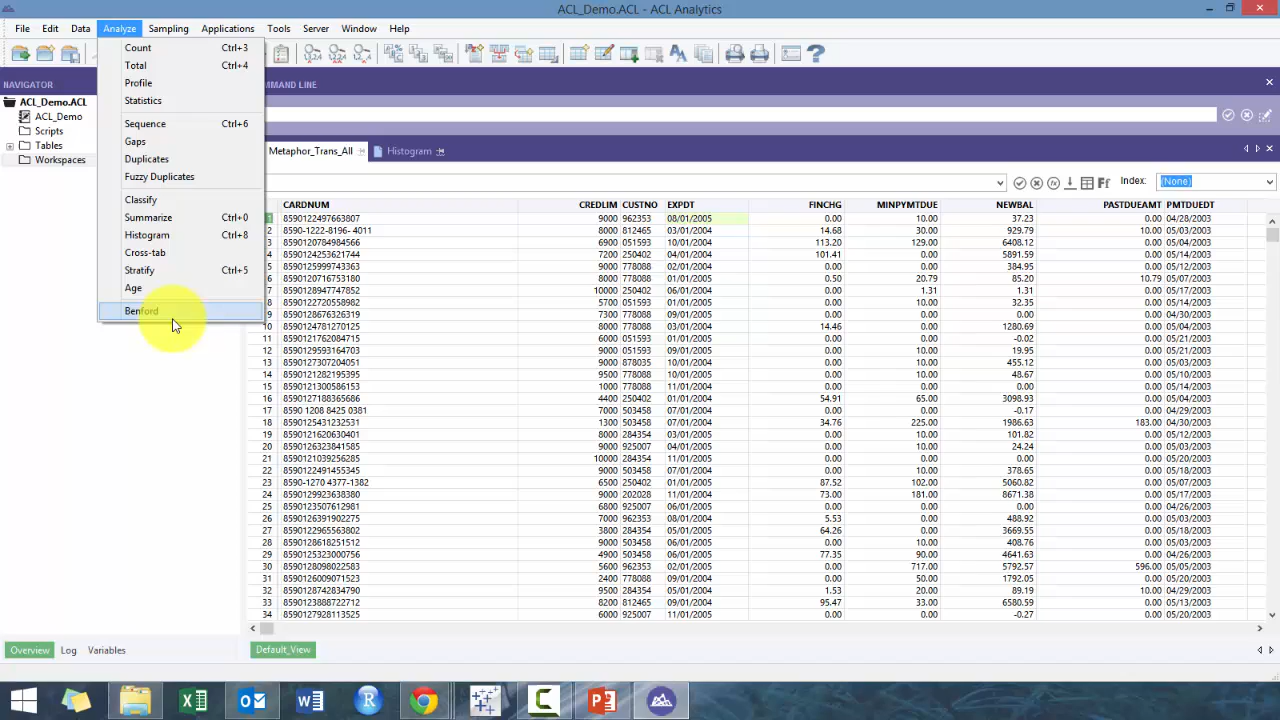 ACL_Demo.ACL - ACL Analytics
File Edit Data Analyze Sampling Applications Tools Server Window Help
Count Ctrl+3
Total Ctrl+4
Profile
Statistics
Sequence Ctrl+6
Gaps
Duplicates
Fuzzy Duplicates
Classify
Summarize Ctrl+0
Histogram Ctrl+8
Cross-tab
Stratify Ctrl+5
Age
Benford
NAVIGATOR
ACL_Demo.ACL
ACL_Demo
Scripts
Tables
Workspaces
MMAND LINE
Metaphor_Trans_All Histogram
Index: [None]
CARDNUM CREDLIM CUSTNO EXPDT FINCHG MINPYMTDUE NEWBAL PASTDUEAMT PMTDUEDT
1 8590122497663807 9000 962353 08/01/2005 0.00 10.00 37.23 0.00 04/28/2003
2 8590-1222-8196- 4011 8000 812465 03/01/2004 14.68 30.00 929.79 10.00 05/03/2003
3 8590120784984566 6900 051593 10/01/2004 113.20 129.00 6408.12 0.00 05/04/2003
4 8590124253621744 7200 250402 04/01/2004 101.41 0.00 5891.59 0.00 05/04/2003
5 8590125999743363 9000 778088 02/01/2005 0.00 10.00 384.95 0.00 05/12/2003
6 8590120716753180 8000 778088 02/01/2005 0.50 20.79 85.20 10.79 05/07/2003
7 8590128947747852 10000 250402 06/01/2004 0.00 1.31 1.31 0.00 05/17/2003
8 8590122720558982 5700 051593 10/01/2004 0.00 10.00 32.35 0.00 05/03/2003
9 8590128676326319 7300 778088 09/01/2005 0.00 0.00 0.00 0.00 04/30/2003
10 8590124781270125 8000 778088 03/01/2004 14.46 10.00 1280.69 0.00 05/04/2003
11 8590121762084715 6000 051593 03/01/2004 0.00 0.00 -0.02 0.00 05/21/2003
12 8590129593164703 9000 051593 09/01/2005 0.00 10.00 19.95 0.00 05/21/2003
13 8590127307204051 9000 878035 10/01/2004 0.00 10.00 455.12 0.00 05/03/2003
14 8590121282195395 9500 778088 03/01/2004 0.00 10.00 48.67 0.00 05/10/2003
15 8590121300586153 1000 778088 11/01/2004 0.00 0.00 0.00 0.00 05/14/2003
16 8590127188365686 4400 250402 01/01/2004 54.91 65.00 3098.93 0.00 05/04/2003
17 8590 1208 8425 0381 7000 503458 07/01/2004 0.00 0.00 -0.17 0.00 04/29/2003
18 8590125431232531 1300 503458 07/01/2004 34.76 225.00 1986.63 183.00 04/30/2003
19 8590121620630401 8000 284354 03/01/2005 0.00 10.00 101.82 0.00 05/12/2003
20 8590126323841585 9000 925007 04/01/2005 0.00 10.00 24.24 0.00 05/03/2003
21 8590121039256285 10000 284354 11/01/2005 0.00 0.00 0.00 0.00 05/20/2003
22 8590122491455345 9000 503458 07/01/2004 0.00 10.00 378.65 0.00 05/18/2003
23 8590-1270 4377-1382 6500 250402 01/01/2004 87.52 102.00 5060.82 0.00 05/07/2003
24 8590129923638380 9000 202028 11/01/2004 73.00 181.00 8671.38 0.00 05/17/2003
25 8590123507612981 6800 925007 06/01/2005 0.00 0.00 0.00 0.00 05/03/2003
26 8590126391902275 7000 962353 08/01/2004 5.53 10.00 488.92 0.00 05/03/2003
27 8590122965563802 3800 284354 05/01/2005 64.26 10.00 3669.55 0.00 05/18/2003
28 8590128618251512 9000 503458 06/01/2005 0.00 10.00 408.76 0.00 05/03/2003
29 8590125323000756 4900 503458 02/01/2004 77.35 90.00 4641.63 0.00 04/26/2003
30 8590128098022583 5600 962353 02/01/2005 0.00 717.00 5792.57 596.00 05/12/2003
31 8590126009071523 2400 778088 09/01/2004 0.00 50.00 1792.05 0.00 05/20/2003
32 8590128742834790 9500 284354 05/01/2004 1.53 20.00 89.19 10.00 04/23/2003
33 8590123888722712 8200 812465 09/01/2004 95.47 33.00 6580.59 0.00 05/13/2003
34 8590127928113525 6000 925007 11/01/2005 0.00 0.00 -0.27 0.00 05/20/2003
Overview Log Variables Default_View